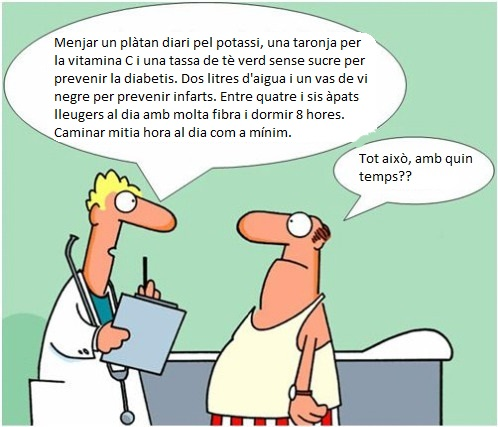 Menjar un plàtan diari pel potassi, una taronja per
la vitamina C i una tassa de tè verd sense sucre per
prevenir la diabetis. Dos litres d'aigua i un vas de vi
negre per prevenir infarts. Entre quatre i sis àpats
lleugers al dia amb molta fibra i dormir 8 hores.
Caminar mitia hora al dia com a mínim.
Tot això, amb quin
temps??